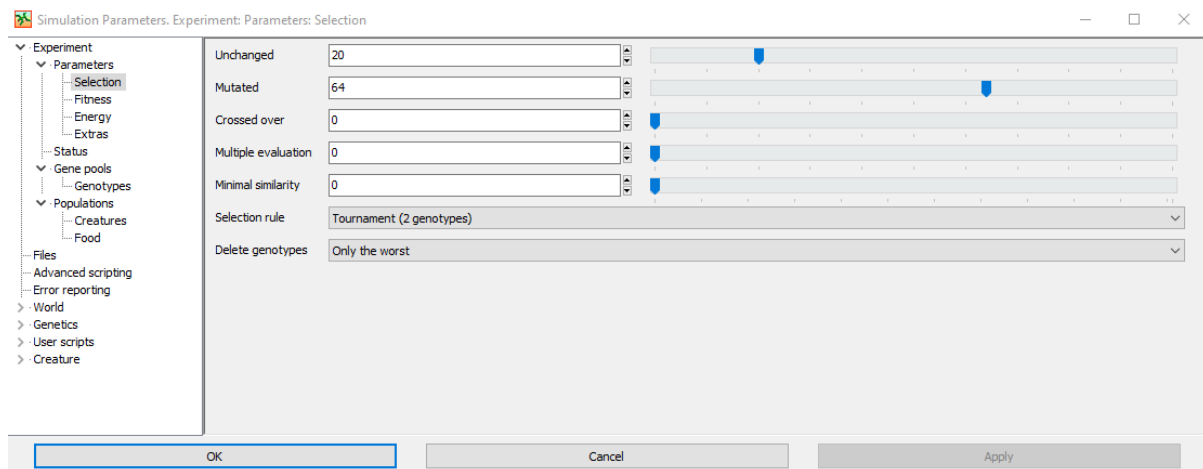 Simulation Parameters. Experiment: Parameters: Selection
Experiment
Parameters
Selection
Fitness
Energy
Extras
Status
Gene pools
Genotypes
Populations
Creatures
Food
Files
Advanced scripting
Error reporting
World
Genetics
User scripts
Creature
Unchanged 20
Mutated 64
Crossed over 0
Multiple evaluation 0
Minimal similarity 0
Selection rule Tournament (2 genotypes)
Delete genotypes Only the worst
OK Cancel Apply